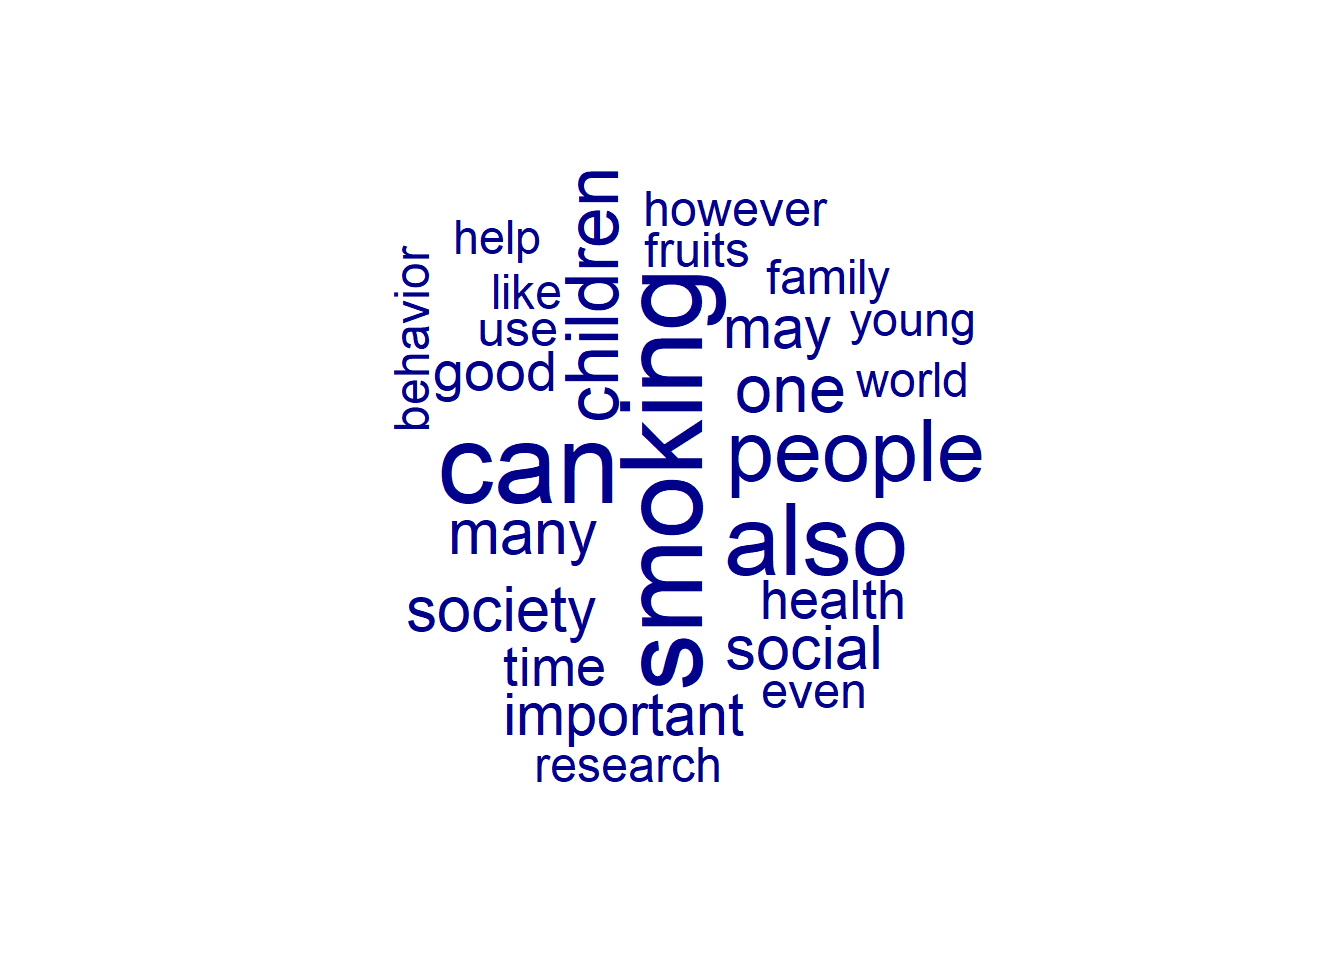 children
however
help
fruits
behavior
family
smoking
like
may
young
use
good
one
world
can
people
many
also
society
health
social
time
even
important
research